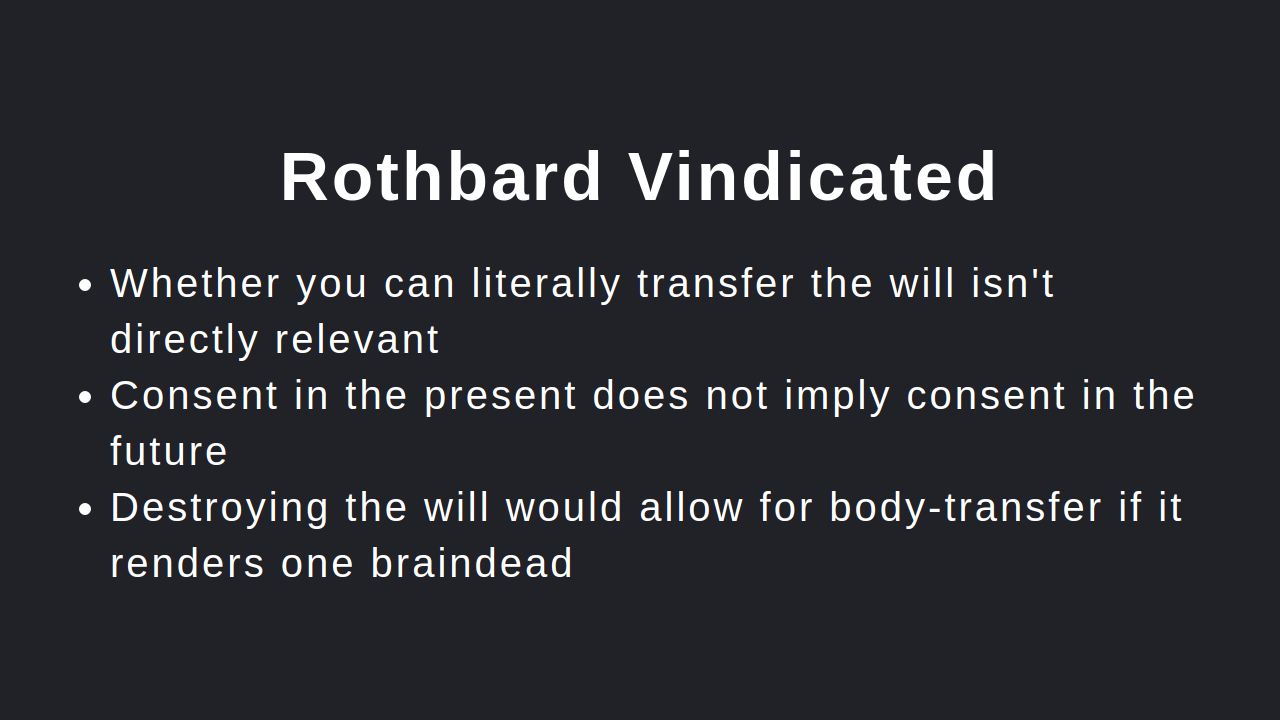 Rothbard Vindicated
Whether you can literally transfer the will isn't
directly relevant
Consent in the present does not imply consent in the
future
Destroying the will would allow for body-transfer if it
renders one braindead